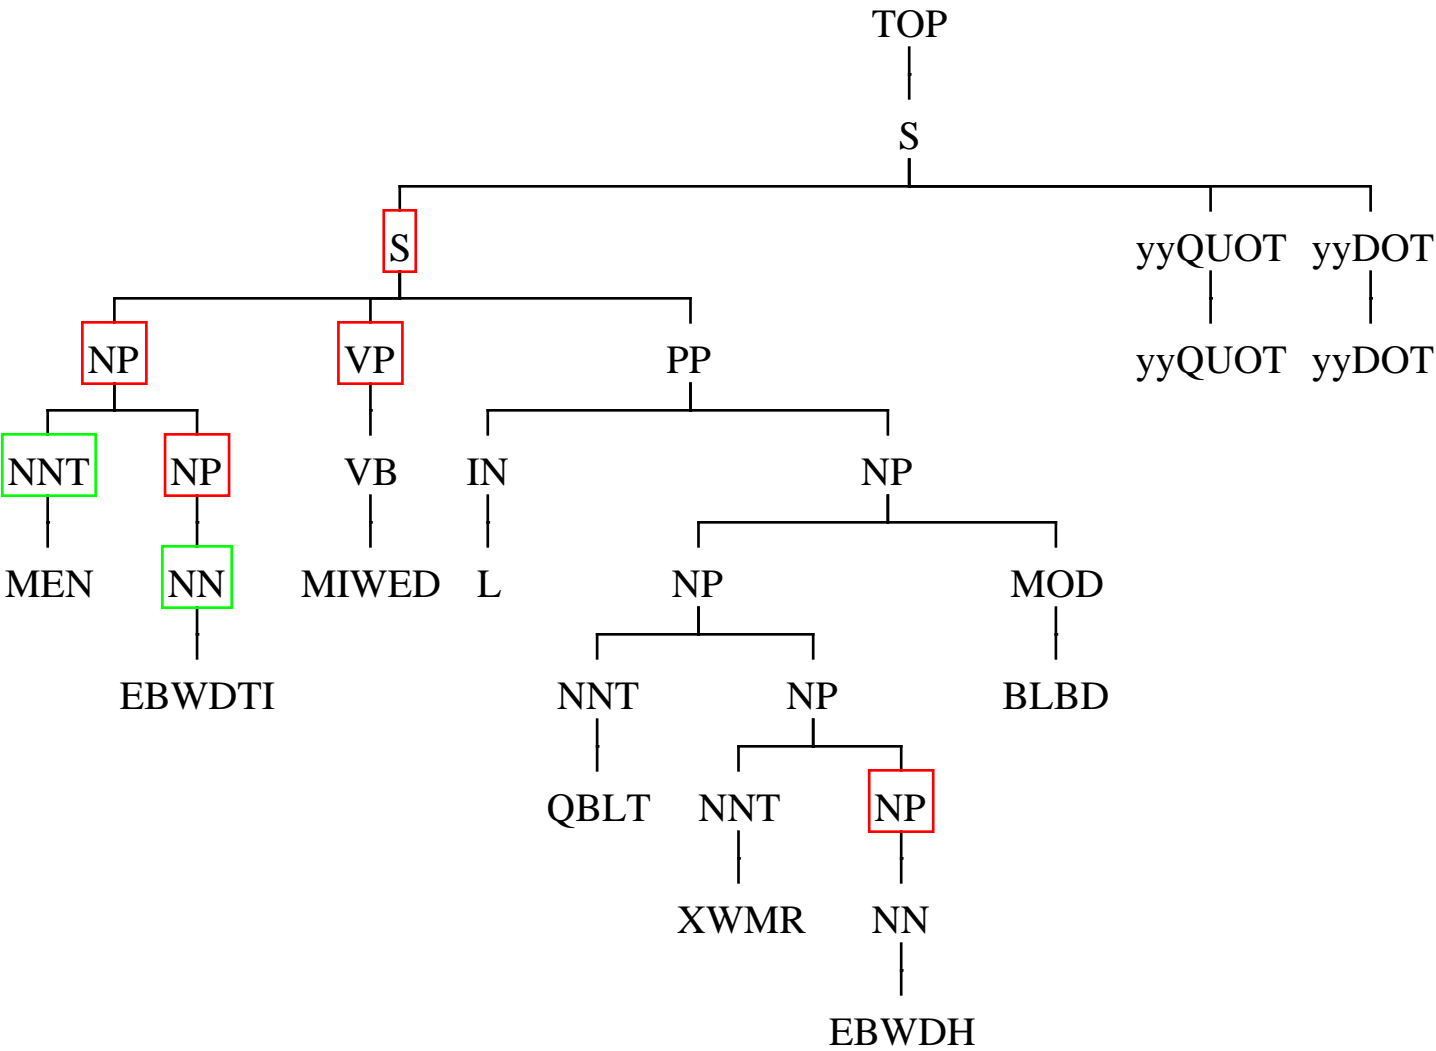 TOP
S
S yyQUOT yyDOT
NP VP PP yyQUOT yyDOT
NNT NP VB IN NP
MEN NN MIWED L NP MOD
EBWDTI NNT NP BLBD
QBLT NNT NP
XWMR NN
EBWDH